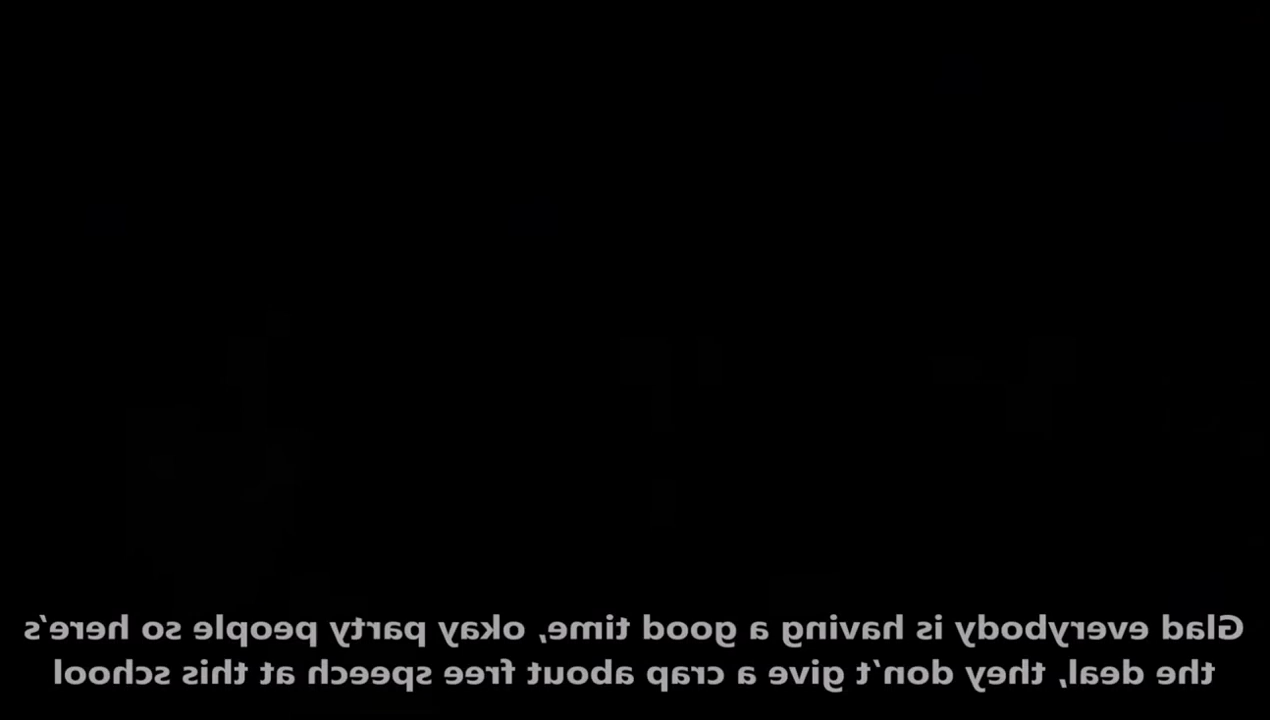 Glad everybody is having a good time, okay party people so here's
the deal, they don't give a crap about free speech at this school